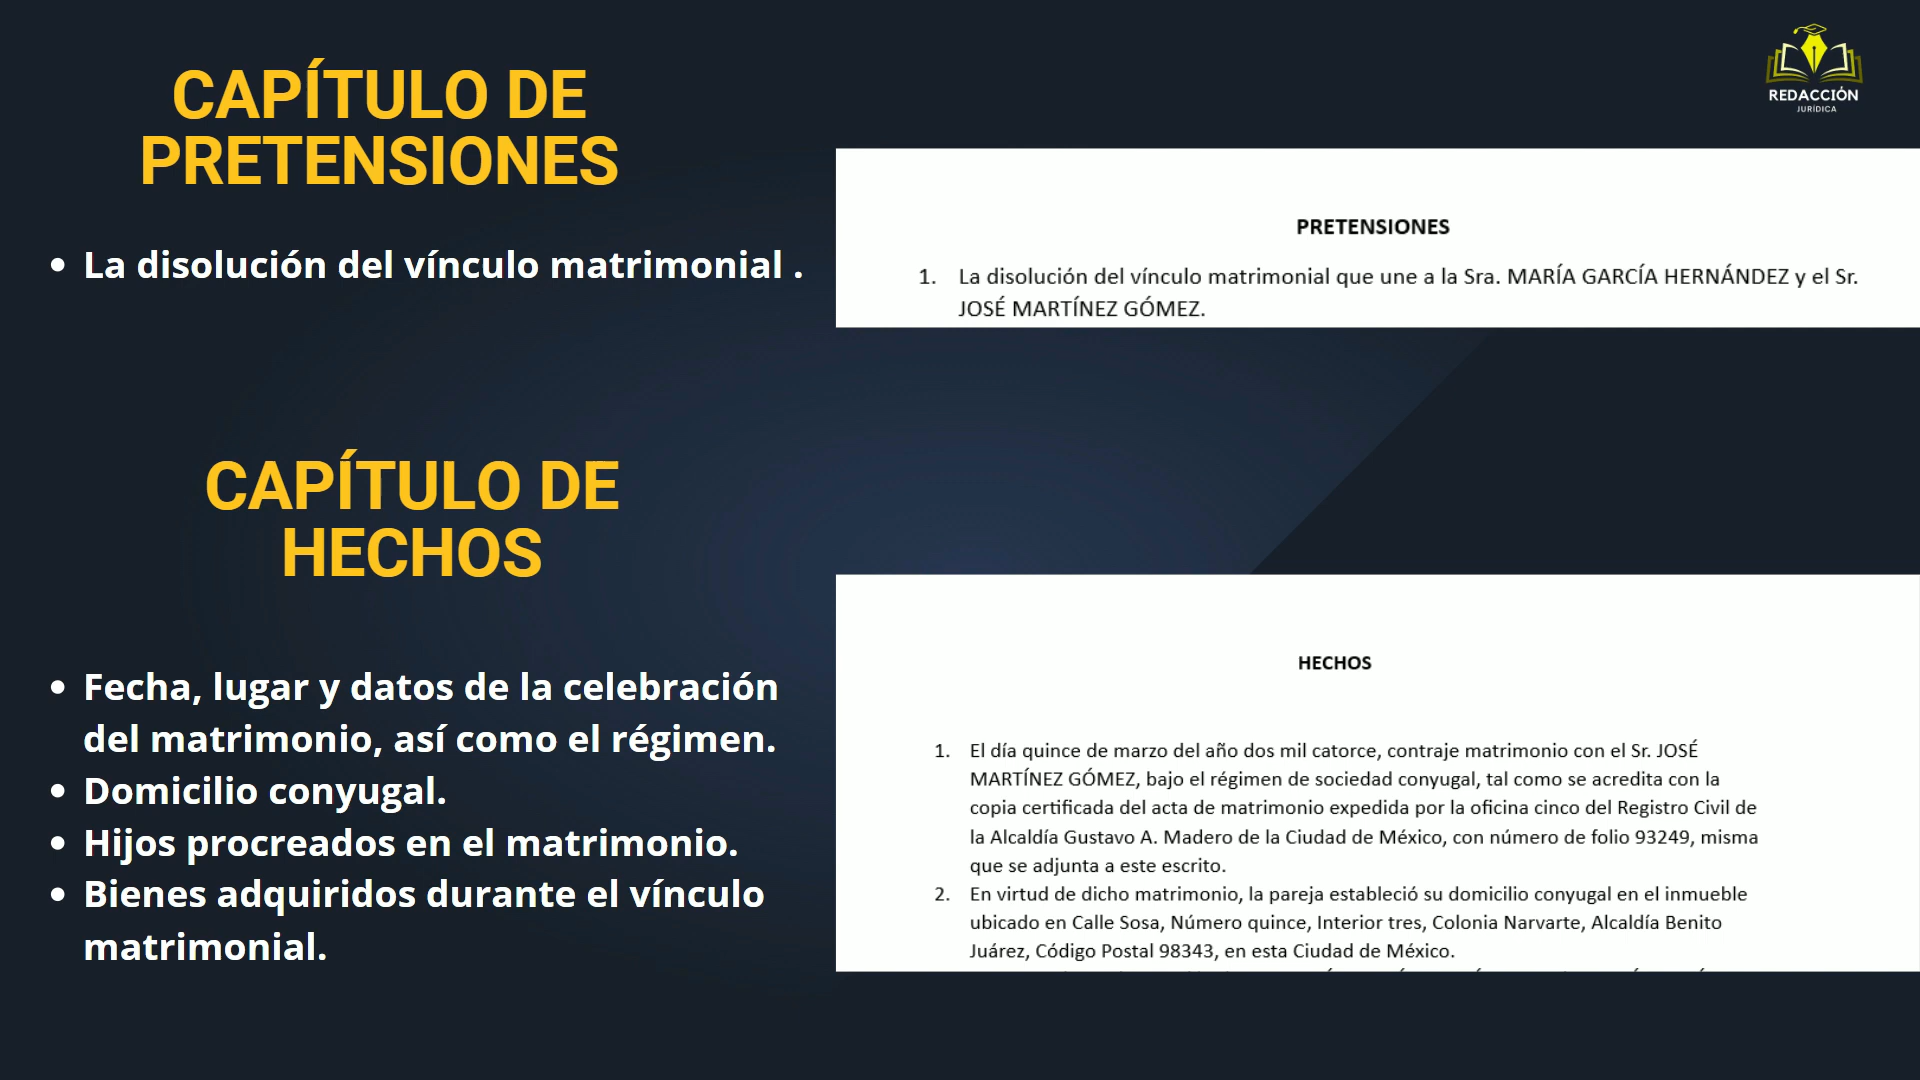 REDACCIÓN
JURÍDICA
CAPÍTULO DE
PRETENSIONES
• La disolución del vínculo matrimonial .
PRETENSIONES
1. La disolución del vínculo matrimonial que une a la Sra. MARÍA GARCÍA HERNÁNDEZ y el Sr.
JOSÉ MARTÍNEZ GÓMEZ.
CAPÍTULO DE
HECHOS
• Fecha, lugar y datos de la celebración
del matrimonio, así como el régimen.
• Domicilio conyugal.
• Hijos procreados en el matrimonio.
• Bienes adquiridos durante el vínculo
matrimonial.
HECHOS
1. El día quince de marzo del año dos mil catorce, contraje matrimonio con el Sr. JOSÉ
MARTÍNEZ GÓMEZ, bajo el régimen de sociedad conyugal, tal como se acredita con la
copia certificada del acta de matrimonio expedida por la oficina cinco del Registro Civil de
la Alcaldía Gustavo A. Madero de la Ciudad de México, con número de folio 93249, misma
que se adjunta a este escrito.
2. En virtud de dicho matrimonio, la pareja estableció su domicilio conyugal en el inmueble
ubicado en Calle Sosa, Número quince, Interior tres, Colonia Narvarte, Alcaldía Benito
Juárez, Código Postal 98343, en esta Ciudad de México.